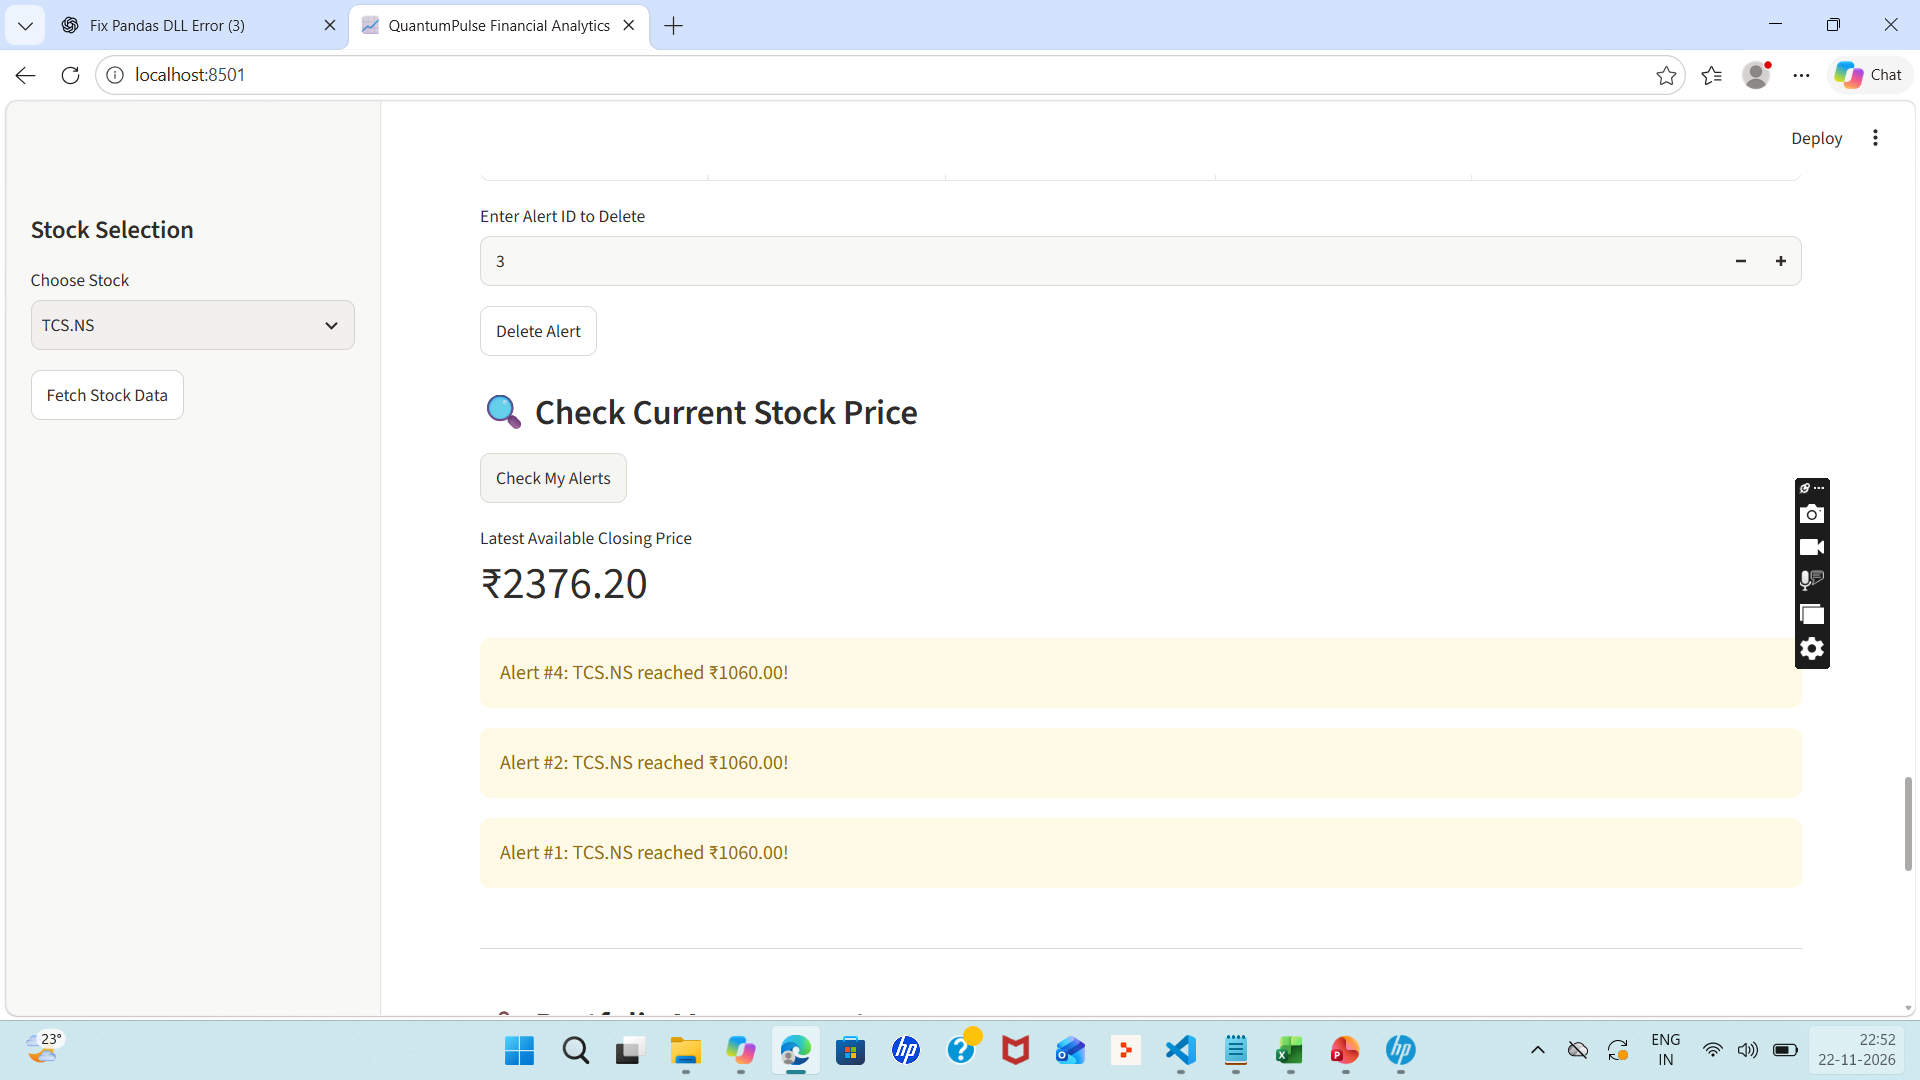 Fix Pandas DLL Error (3)
QuantumPulse Financial Analytics
localhost:8501
Chat
Deploy
Stock Selection
Choose Stock
TCS.NS
Fetch Stock Data
Enter Alert ID to Delete
3
Delete Alert
Check Current Stock Price
Check My Alerts
Latest Available Closing Price
₹2376.20
Alert #4: TCS.NS reached ₹1060.00!
Alert #2: TCS.NS reached ₹1060.00!
Alert #1: TCS.NS reached ₹1060.00!
23°
ENG
IN
22:52
22-11-2026